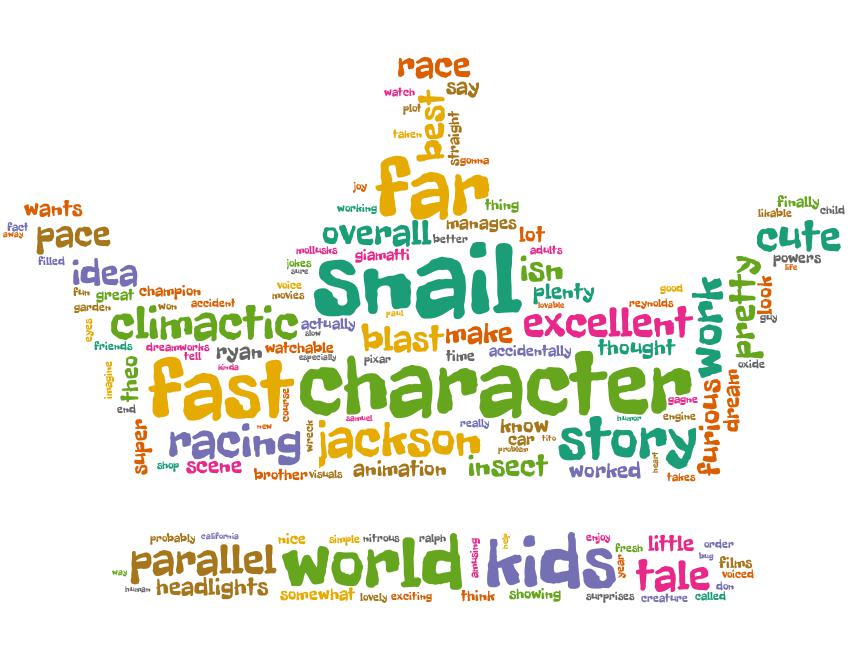 race
watch say
plot
best
taken straight
gonna
joy far
working thing
wants finally
likable child
fact
away pace overall manages lot cute
better
mollusks giamatti adults
filled powers
life
idea jokes snail isn
sure
voice plenty good look
fun great champion movies lovable work pretty
garden won accident reynolds
paul guy
eyes climactic actually excellent
slow
blast make
friends dreamworks ryan watchable time accidentally thought
tell especially pixar
kinda oxide
imagine theo fast character gagne dream
end course
super new samuel really know humor engine furious
racing wreck jackson car tito story
problem
shop scene brother visuals animation insect worked heart takes
probably california nice simple nitrous ralph enjoy little order
amusing help fresh bug
parallel world kids year tale films
way voiced
human headlights don
somewhat lovely exciting think showing surprises creature called